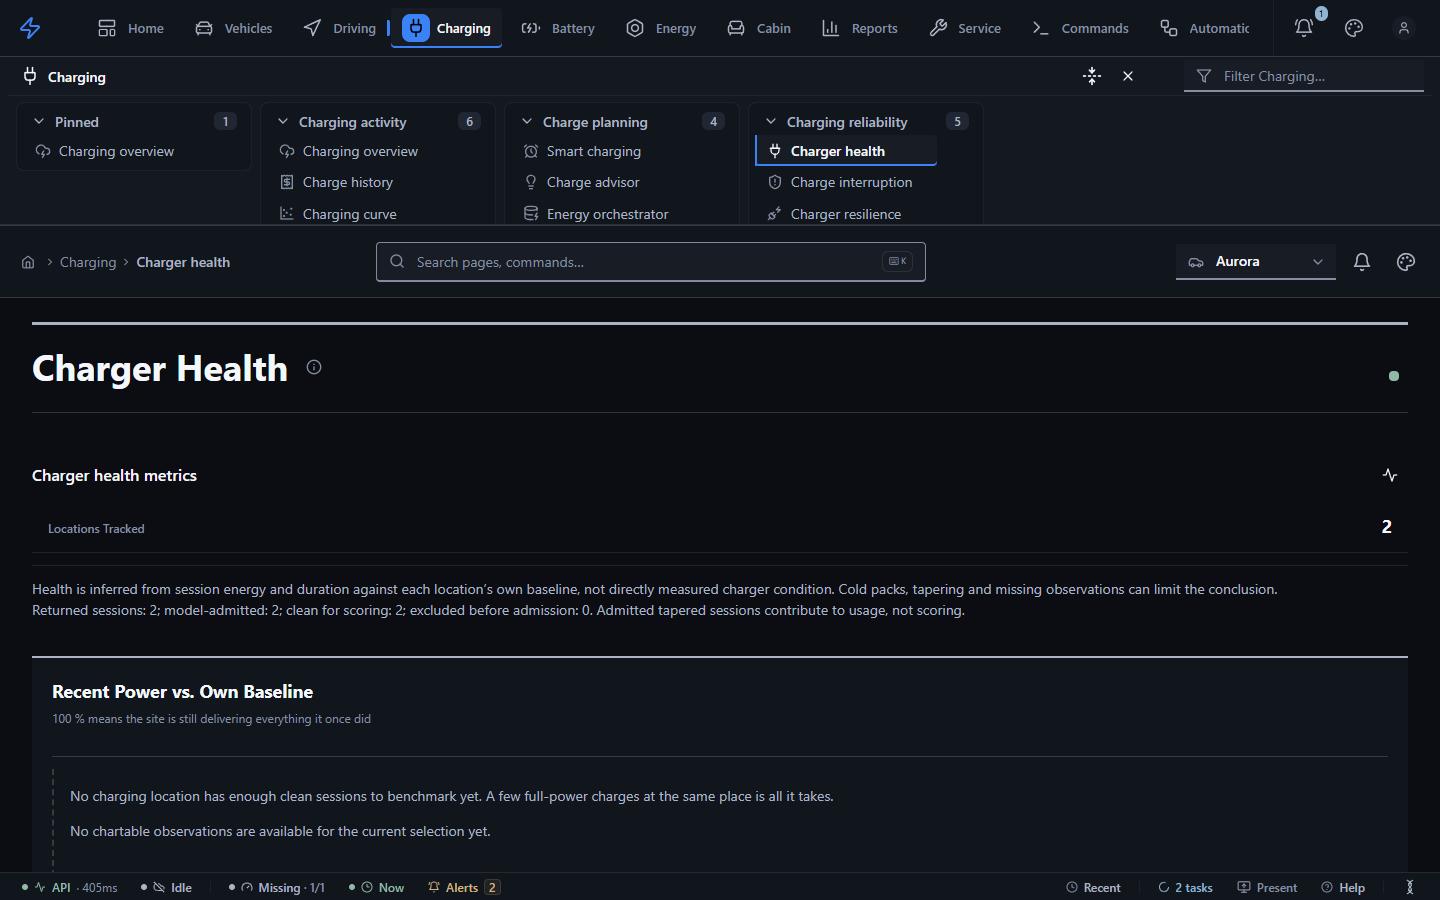 Home
Vehicles
Driving
Charging
Battery
Energy
Cabin
Reports
Service
Commands
Automatic
1
Charging
Filter Charging...
Pinned 1
Charging overview
Charging activity 6
Charging overview
Charge history
Charging curve
Charge planning 4
Smart charging
Charge advisor
Energy orchestrator
Charging reliability 5
Charger health
Charge interruption
Charger resilience
Charging
Charger health
Search pages, commands...
K
Aurora
Charger Health
Charger health metrics
Locations Tracked 2
Health is inferred from session energy and duration against each location's own baseline, not directly measured charger condition. Cold packs, tapering and missing observations can limit the conclusion.
Returned sessions: 2; model-admitted: 2; clean for scoring: 2; excluded before admission: 0. Admitted tapered sessions contribute to usage, not scoring.
Recent Power vs. Own Baseline
100 % means the site is still delivering everything it once did
No charging location has enough clean sessions to benchmark yet. A few full-power charges at the same place is all it takes.
No chartable observations are available for the current selection yet.
API · 405ms
Idle
Missing · 1/1
Now
Alerts 2
Recent
2 tasks
Present
Help